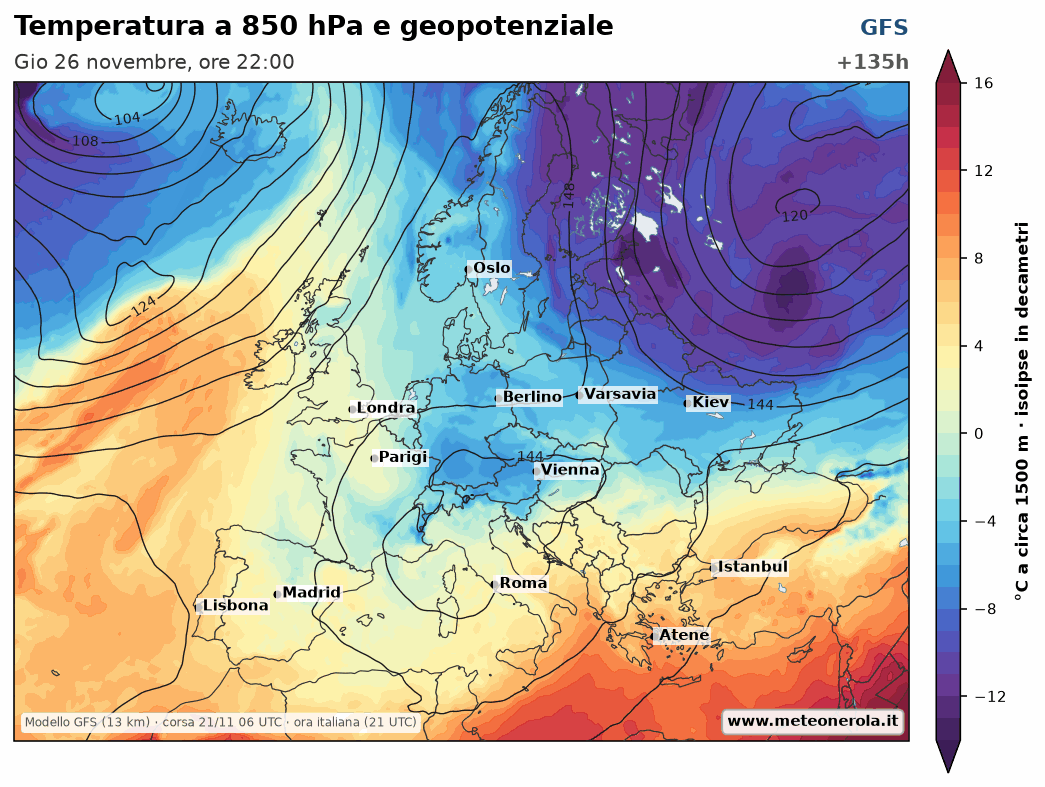 Temperatura a 850 hPa e geopotenziale
GFS
Gio 26 novembre, ore 22:00
+135h
104
108
148
120
124
Oslo
Londra
Berlino
Varsavia
Kiev
144
Parigi
144
Vienna
Lisbona
Madrid
Roma
Istanbul
Atene
Modello GFS (13 km) · corsa 21/11 06 UTC · ora italiana (21 UTC)
www.meteonerola.it
16
12
8
4
0
−4
−8
−12
°C a circa 1500 m · isoipse in decametri